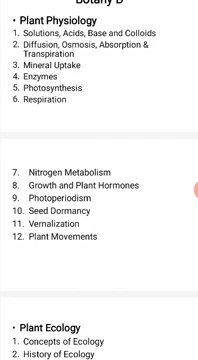 Botany D
• Plant Physiology
1. Solutions, Acids, Base and Colloids
2. Diffusion, Osmosis, Absorption &
Transpiration
3. Mineral Uptake
4. Enzymes
5. Photosynthesis
6. Respiration
7. Nitrogen Metabolism
8. Growth and Plant Hormones
9. Photoperiodism
10. Seed Dormancy
11. Vernalization
12. Plant Movements
• Plant Ecology
1. Concepts of Ecology
2. History of Ecology